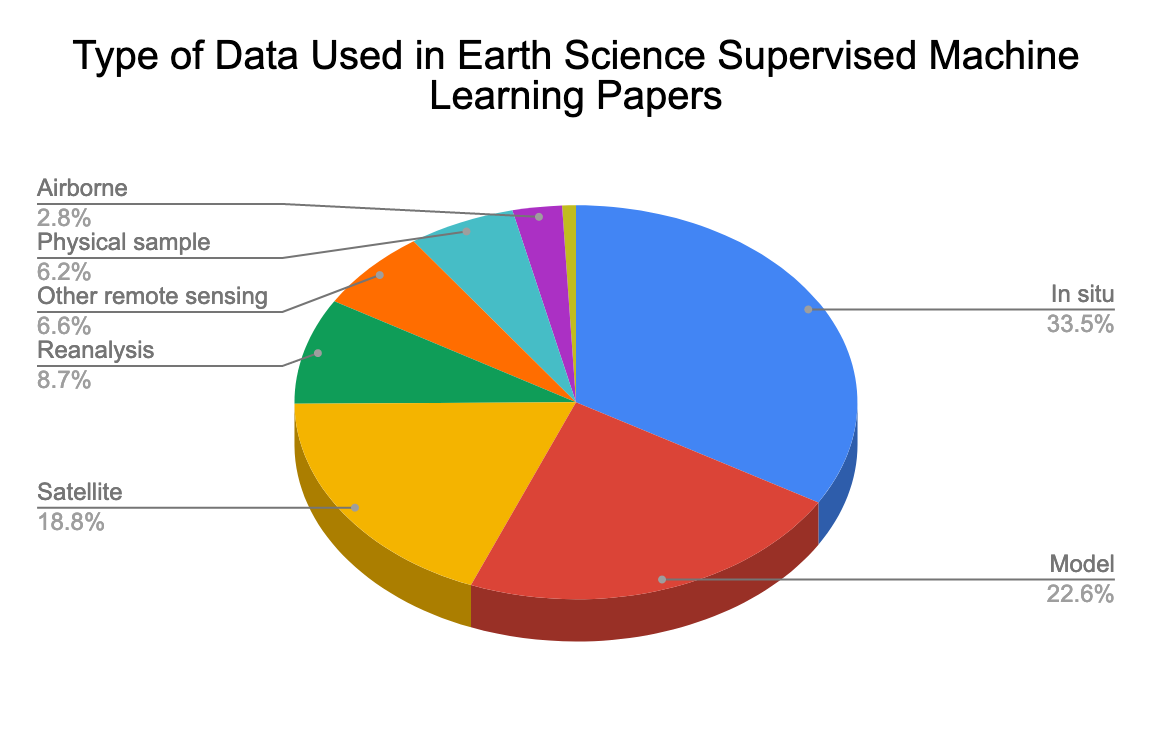 Type of Data Used in Earth Science Supervised Machine
Learning Papers
Airborne
2.8%
Physical sample
6.2%
Other remote sensing
6.6%
Reanalysis
8.7%
Satellite
18.8%
In situ
33.5%
Model
22.6%